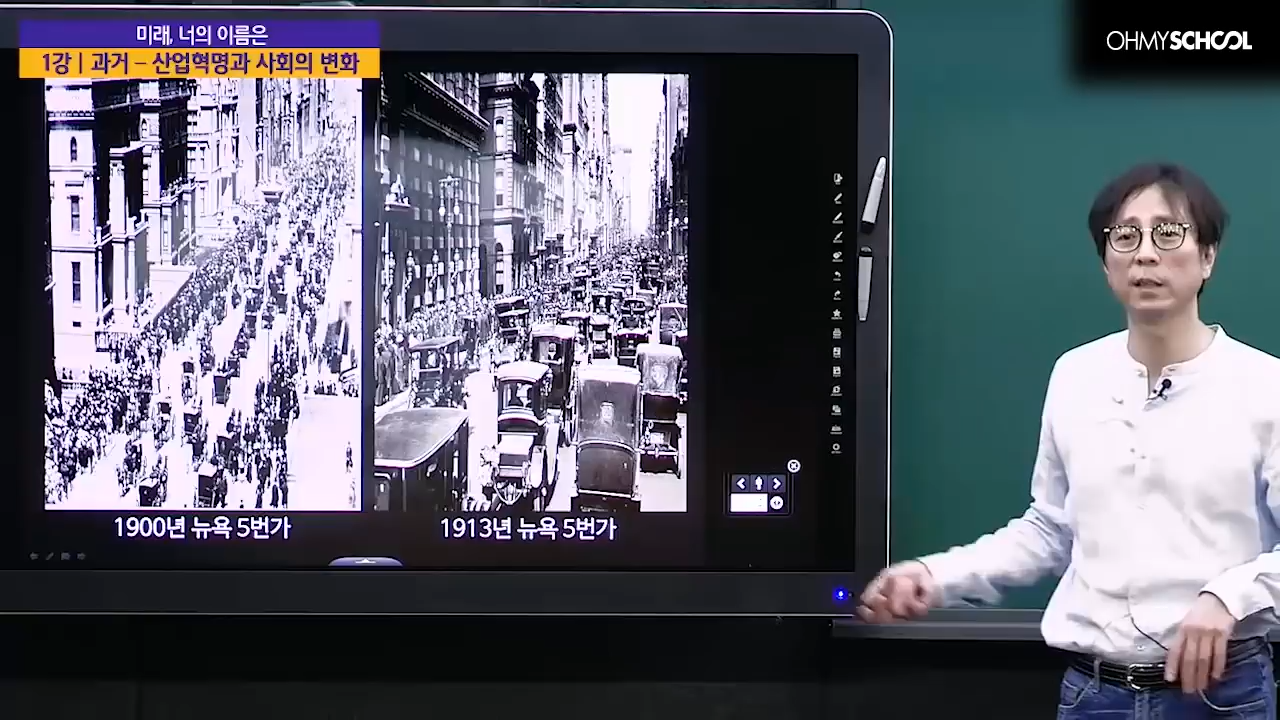 미래, 너의 이름은
1강 | 과거 – 산업혁명과 사회의 변화
OHMYSCHOOL
1900년 뉴욕 5번가
1913년 뉴욕 5번가